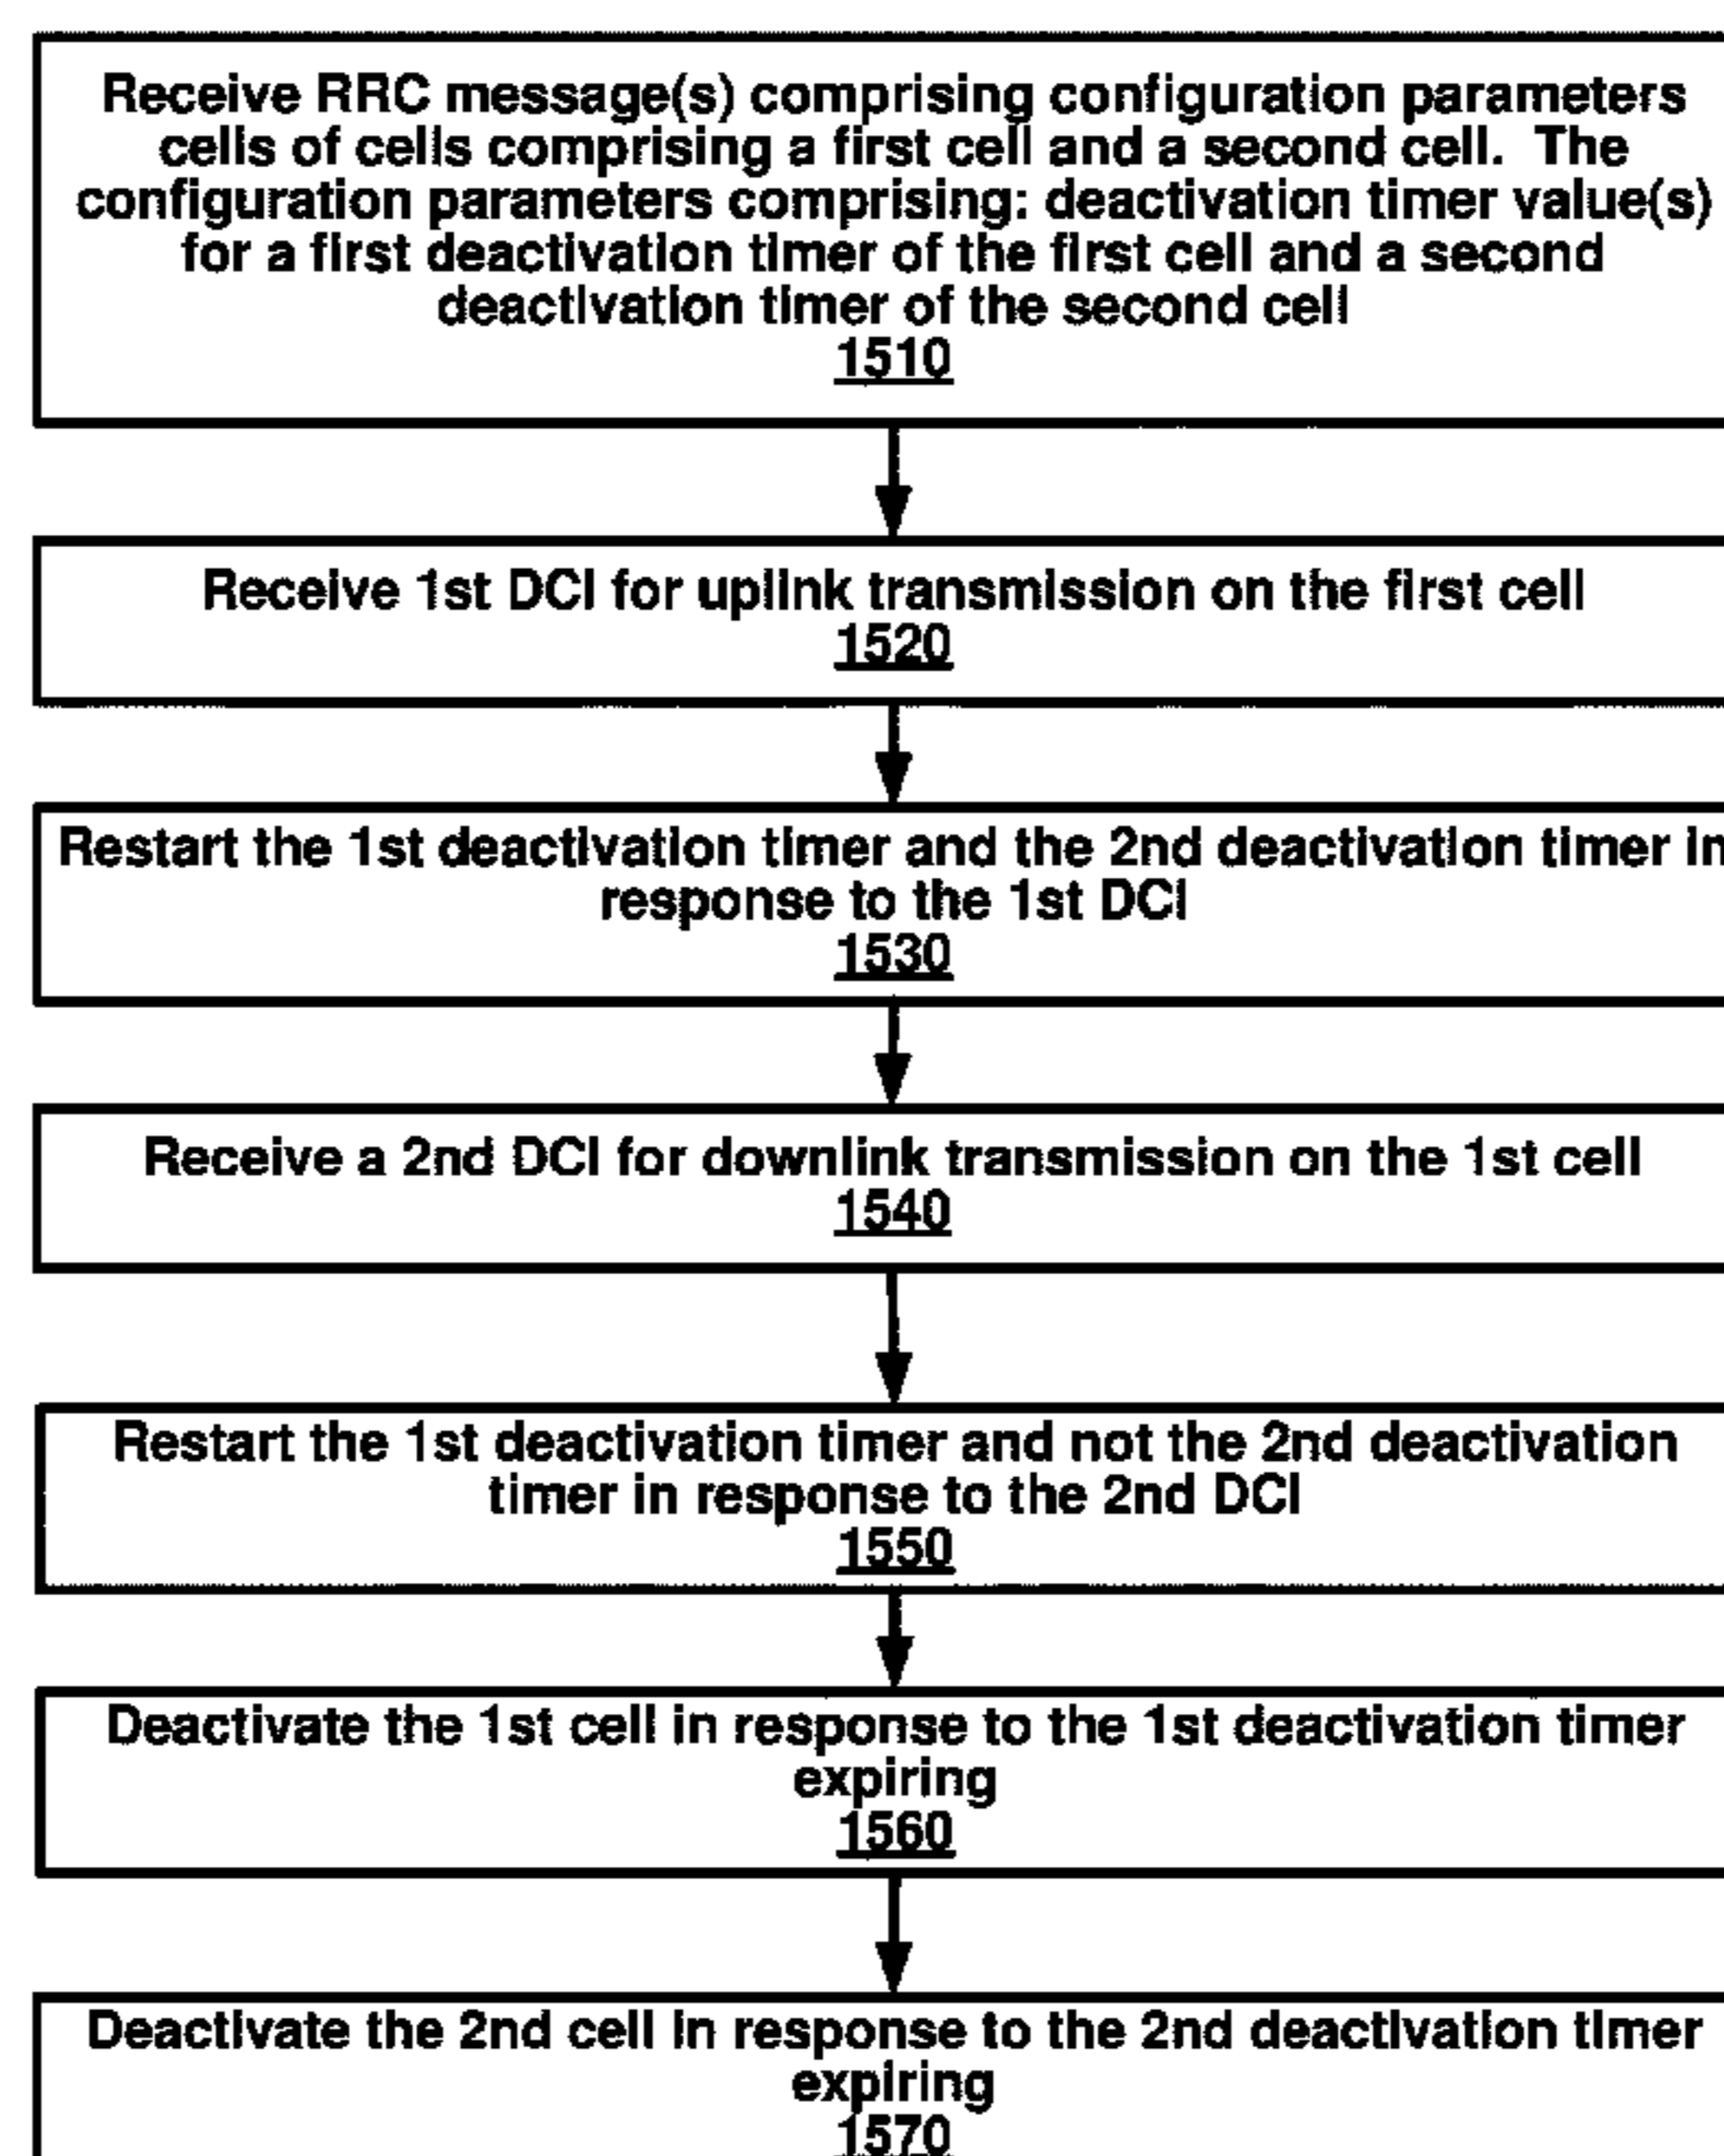 Receive RRC message(s) comprising configuration parameters
cells of cells comprising a first cell and a second cell. The
configuration parameters comprising: deactivation timer value(s)
for a first deactivation timer of the first cell and a second
deactivation timer of the second cell
1510
Receive 1st DCI for uplink transmission on the first cell
1520
Restart the 1st deactivation timer and the 2nd deactivation timer in
response to the 1st DCI
1530
Receive a 2nd DCI for downlink transmission on the 1st cell
1540
Restart the 1st deactivation timer and not the 2nd deactivation
timer in response to the 2nd DCI
1550
Deactivate the 1st cell in response to the 1st deactivation timer
expiring
1560
Deactivate the 2nd cell in response to the 2nd deactivation timer
expiring
1570